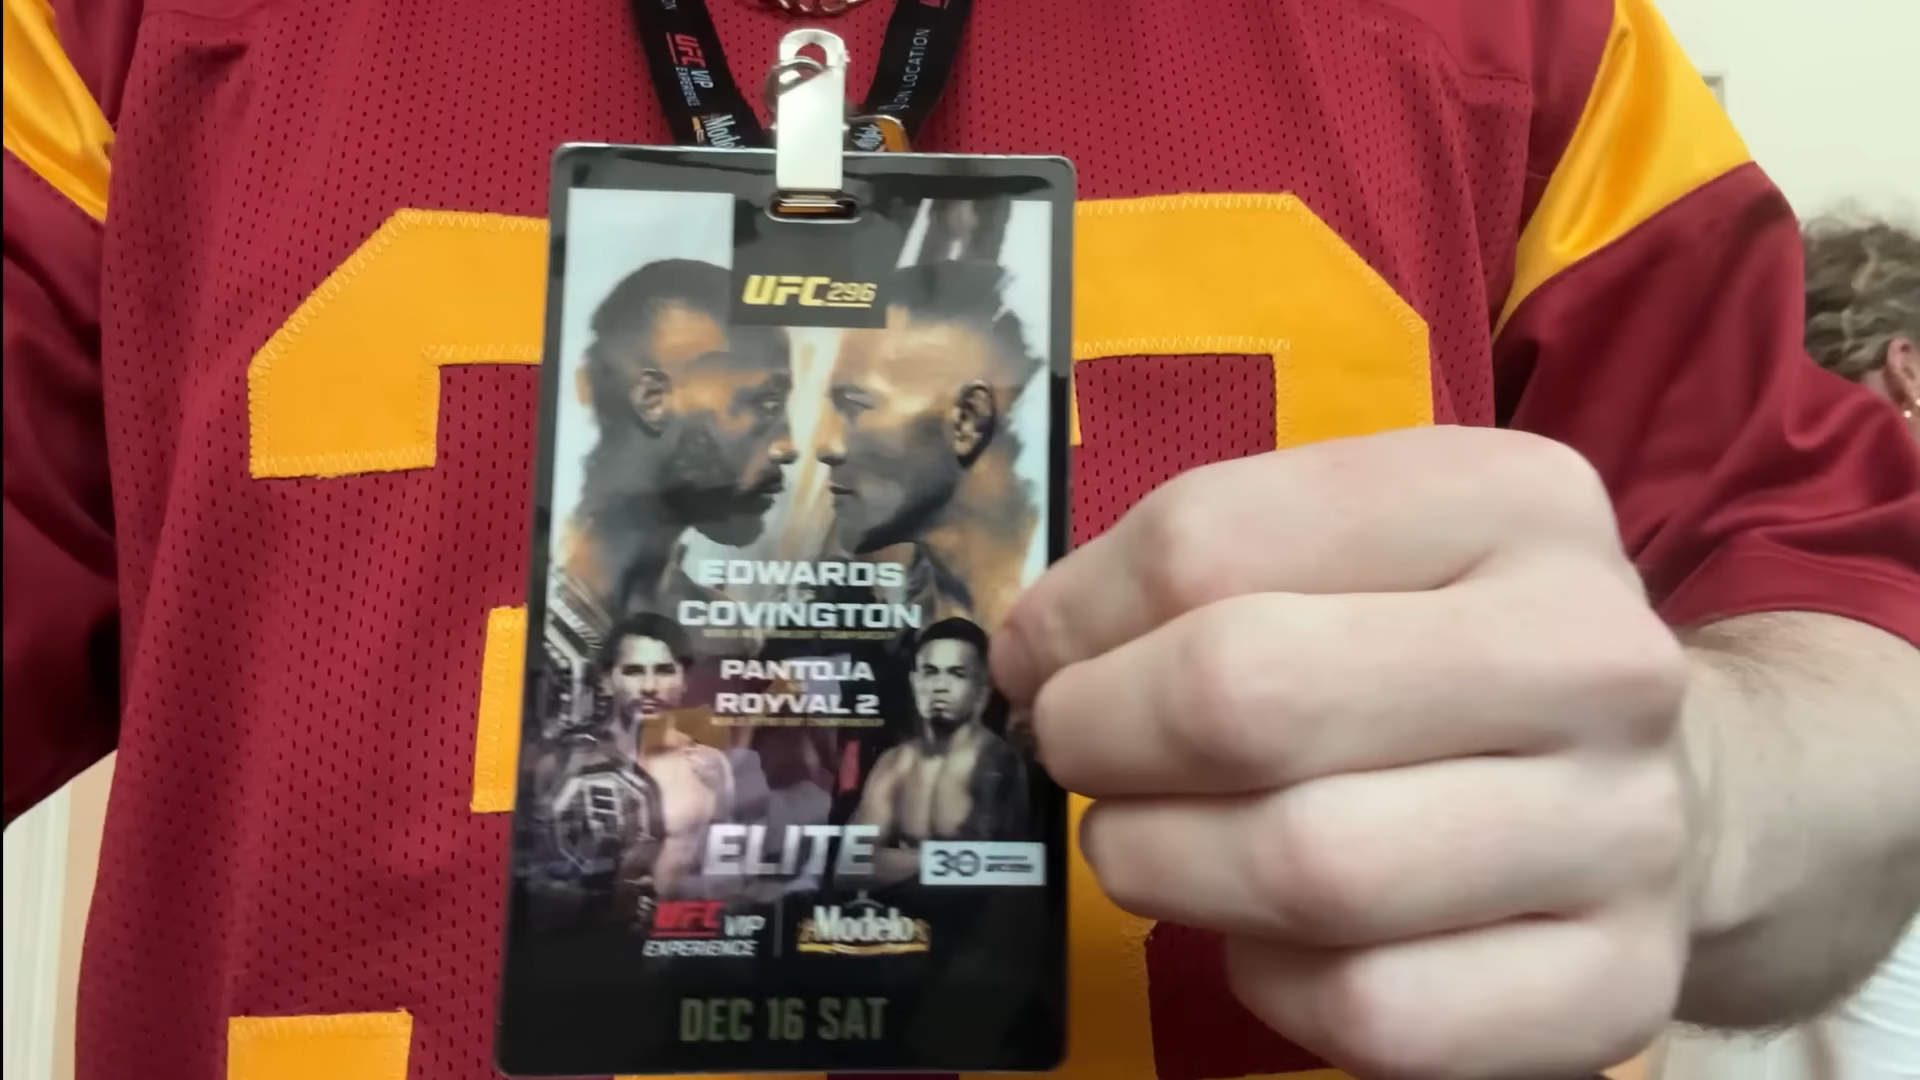 UFC VIP
EXPERIENCE
Modelo
ON LOCATION
UFC 296
EDWARDS
COVINGTON
PANTOJA
ROYVAL 2
ELITE
30
UFC VIP
EXPERIENCE
Modelo
DEC 16 SAT